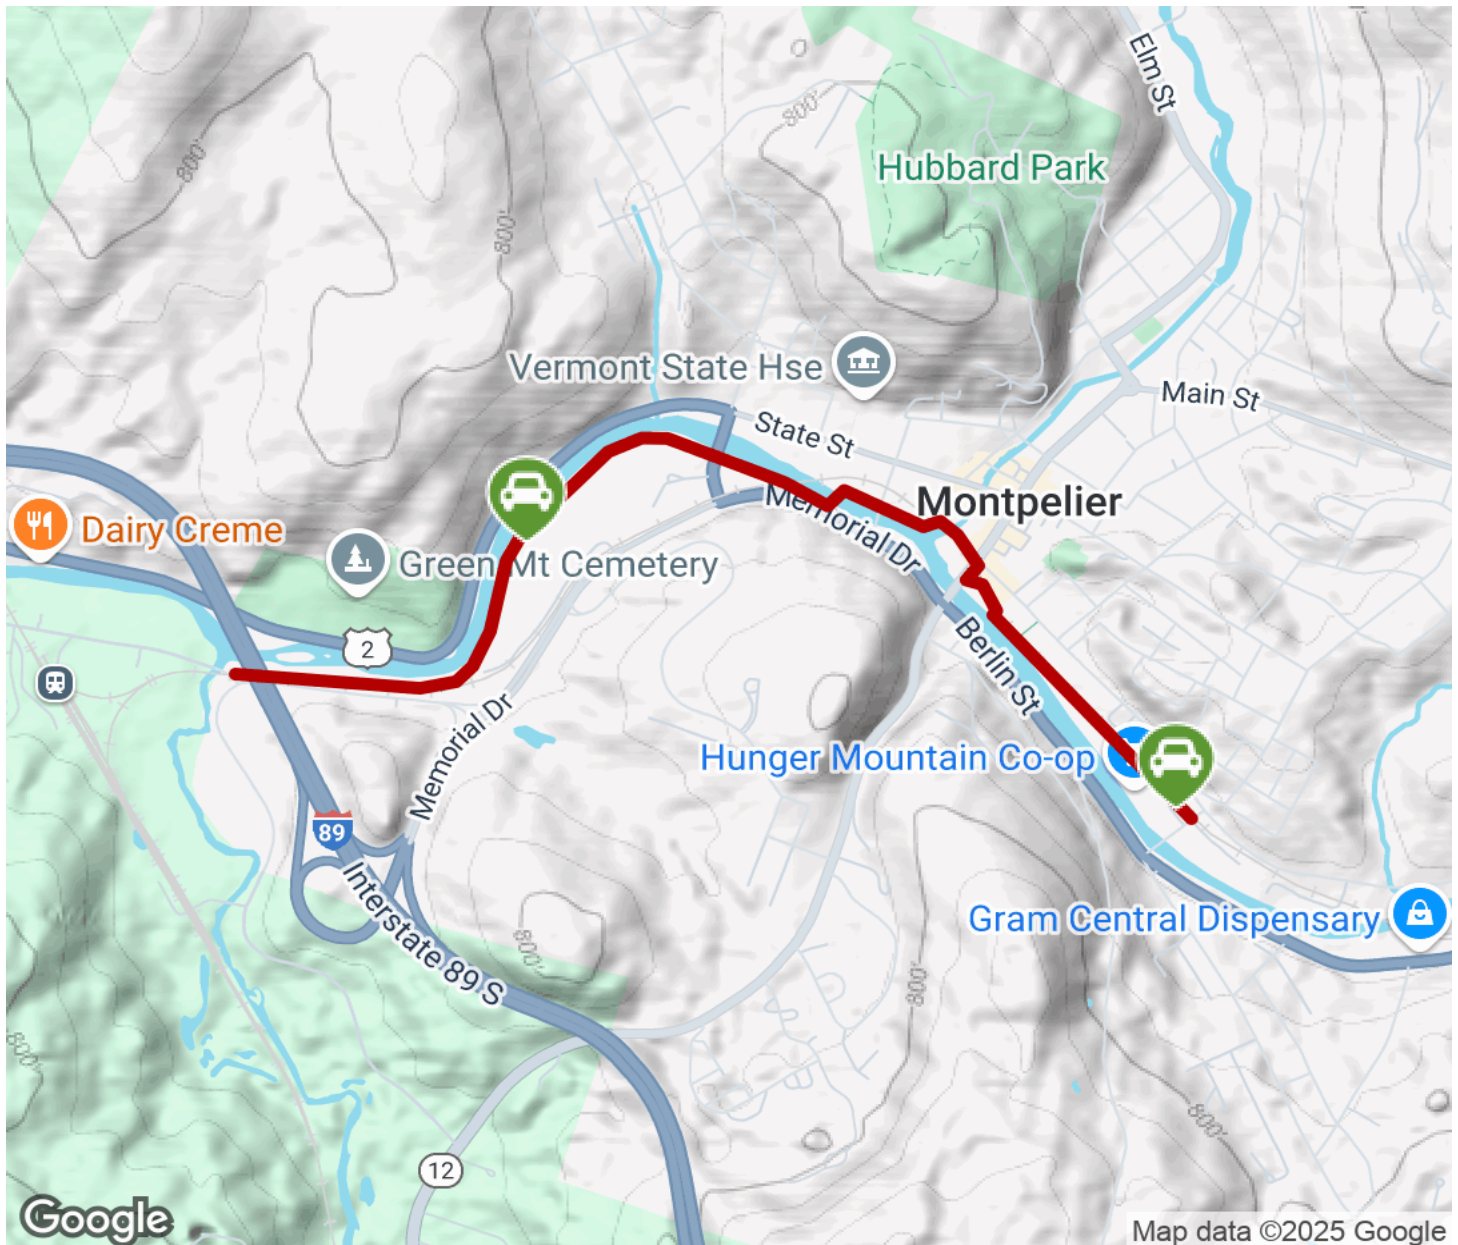 Elm St
800'
800'
Hubbard Park
800'
Vermont State Hse
Main St
State St
Montpelier
Memorial Dr
Dairy Creme
Green Mt Cemetery
2
Berlin St
Memorial Dr
Hunger Mountain Co-op
89
Interstate 89 S
Gram Central Dispensary
800'
800'
800'
800'
12
Google
Map data ©2025 Google